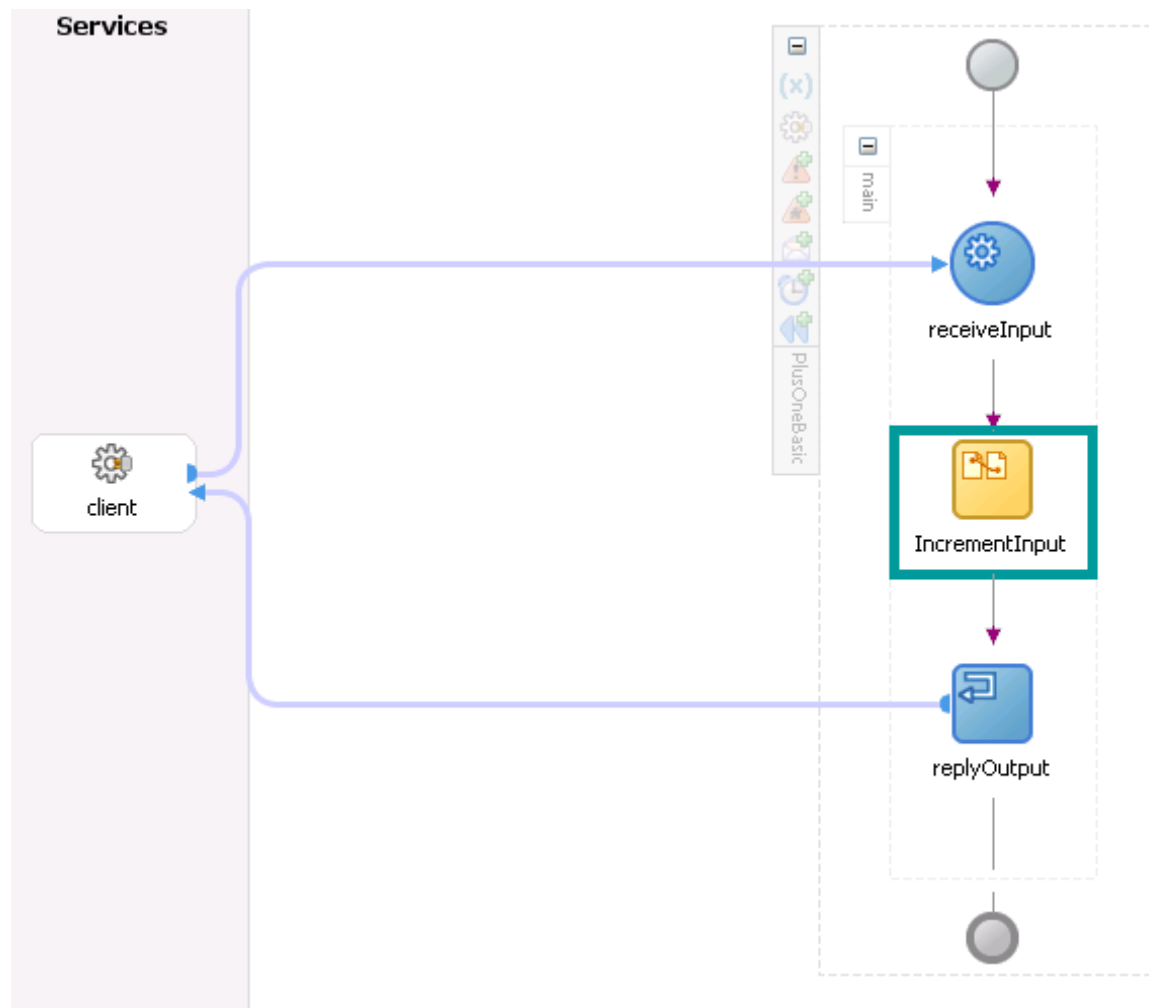 Services
(x)
main
receiveInput
PlusOneBasic
client
IncrementInput
replyOutput